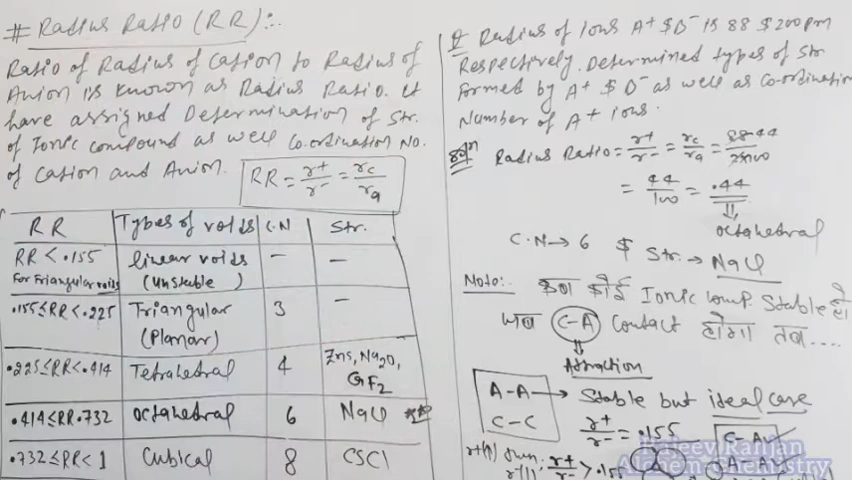 # Radius Ratio (RR):-
Ratio of Radius of Cation to Radius of
Anion is known as Radius Ratio. It
have assigned Determination of Str.
of Ionic compound as well Co-ordination No.
of Cation and Anion.
RR = r+/r- = rc/ra
RR Types of voids C.N Str.
RR < .155 linear voids - -
For Triangular voids (Unstable)
.155≤RR<.225 Triangular 3 -
(Planar)
.225≤RR<.414 Tetrahedral 4 Zns, Na2O,
CaF2
.414≤RR.732 Octahedral 6 NaCl
.732≤RR<1 Cubical 8 CSCl
Q Radius of Ions A+ $ B- is 88 $ 200 pm
Respectively. Determined types of Str
formed by A+ $ B- as well as Co-ordination
Number of A+ ions.
Soln Radius Ratio = r+/r- = rc/ra = 88 44/200 100
= 44/100 = .44
⇓
octahedral
C.N → 6 $ Str. → NaCl
Note:- कोई Ionic comp. Stable है
जब C-A Contact होगा तब....
⇓
Attraction
A-A → Stable but ideal case
C-C
r+/r- = .155 C-A✓
r+/r- > .155 A-A
Rajeev Ranjan
Alchem Chemistry